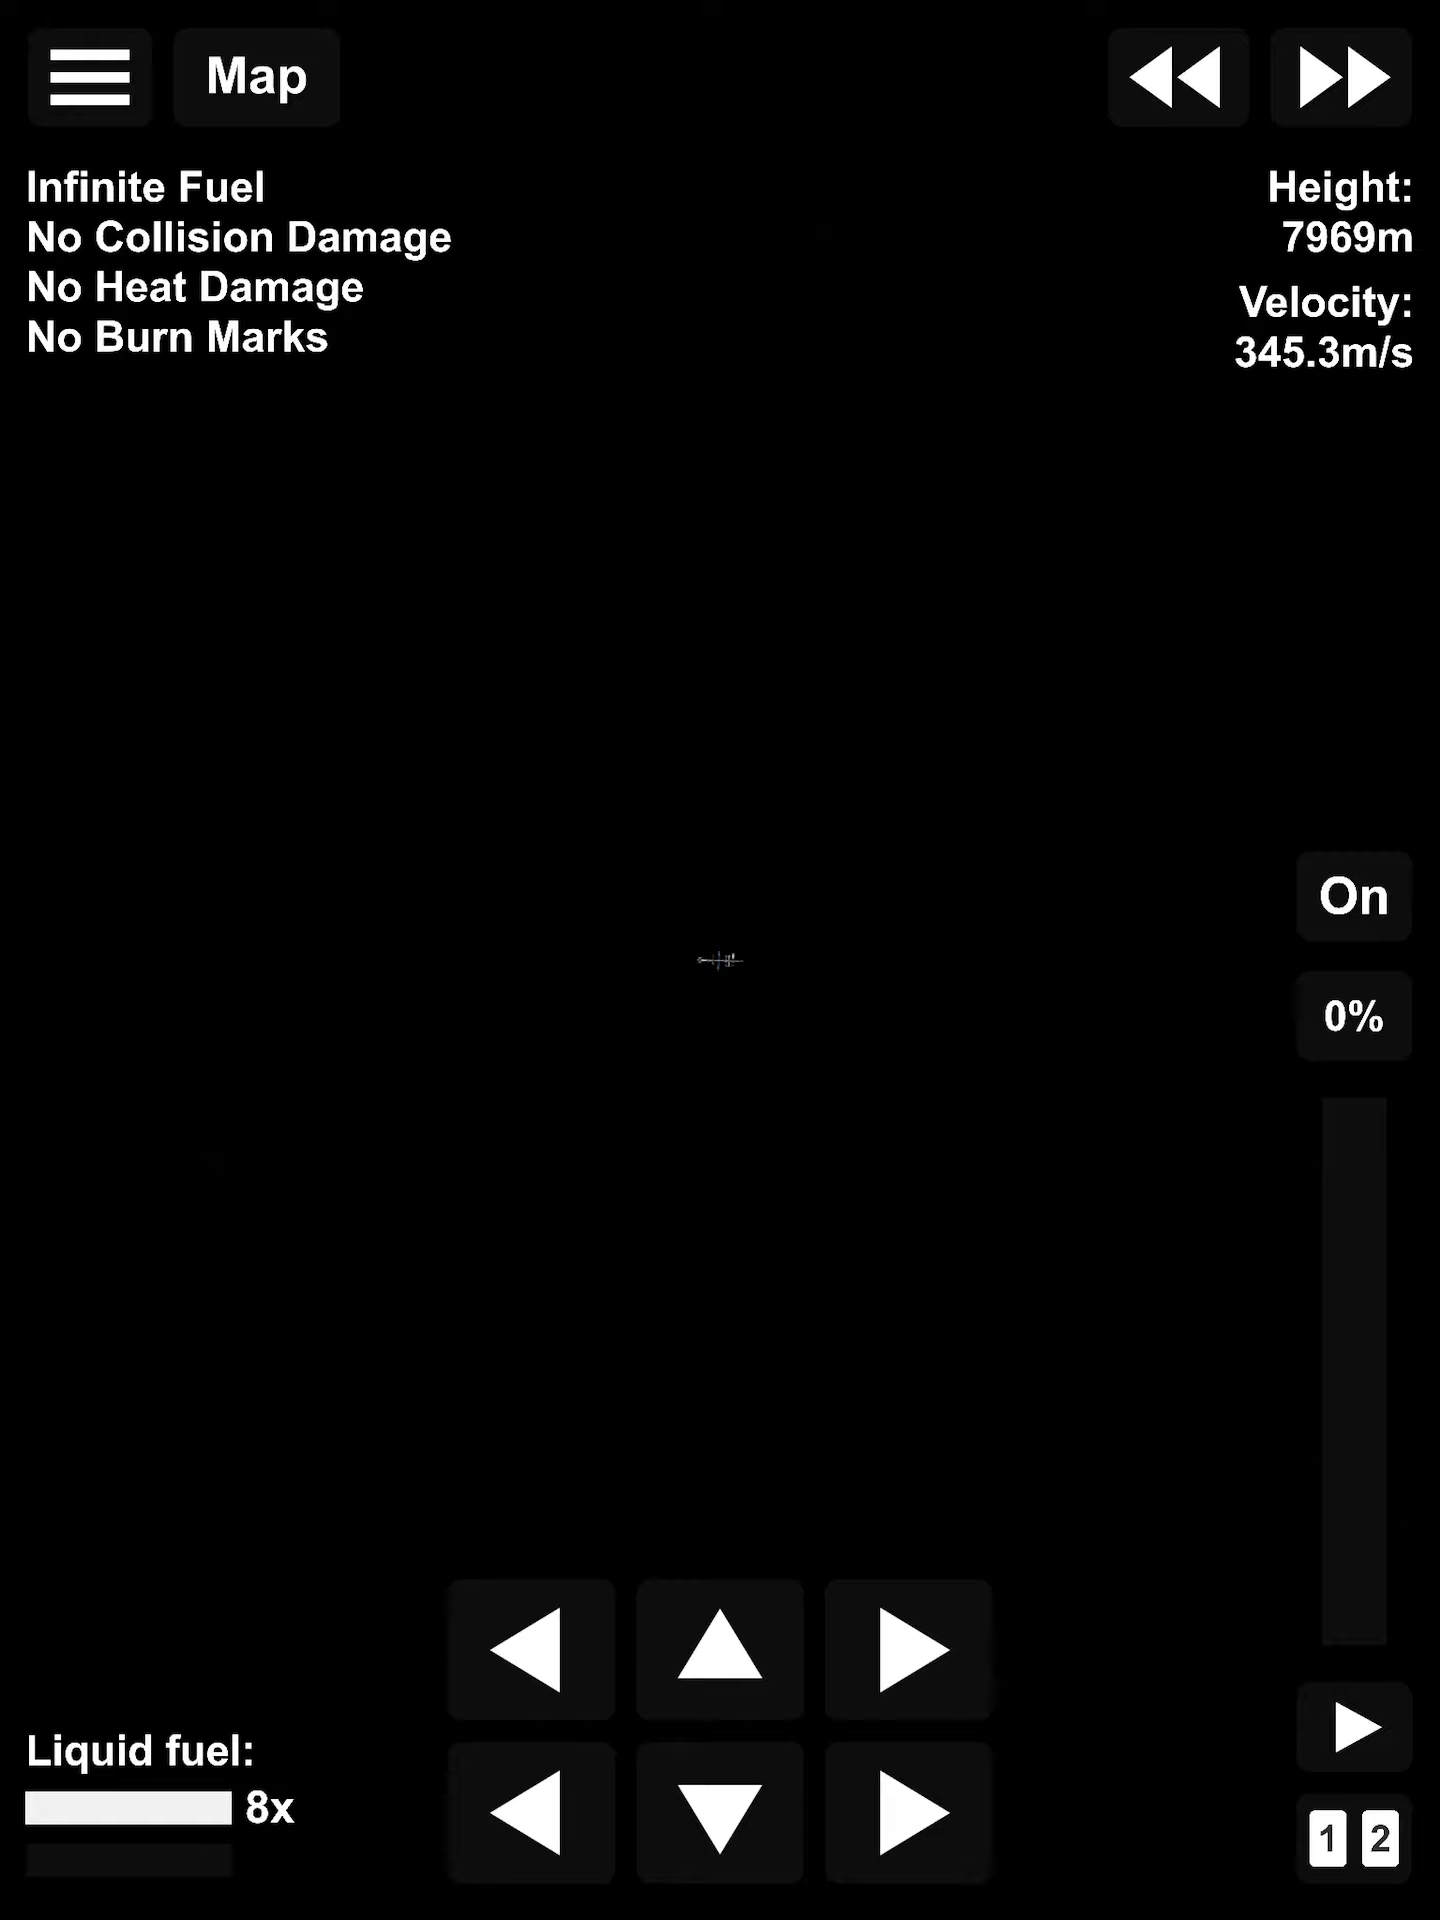 Map
Infinite Fuel
No Collision Damage
No Heat Damage
No Burn Marks
Height:
7969m
Velocity:
345.3m/s
On
0%
Liquid fuel:
8x
1 2